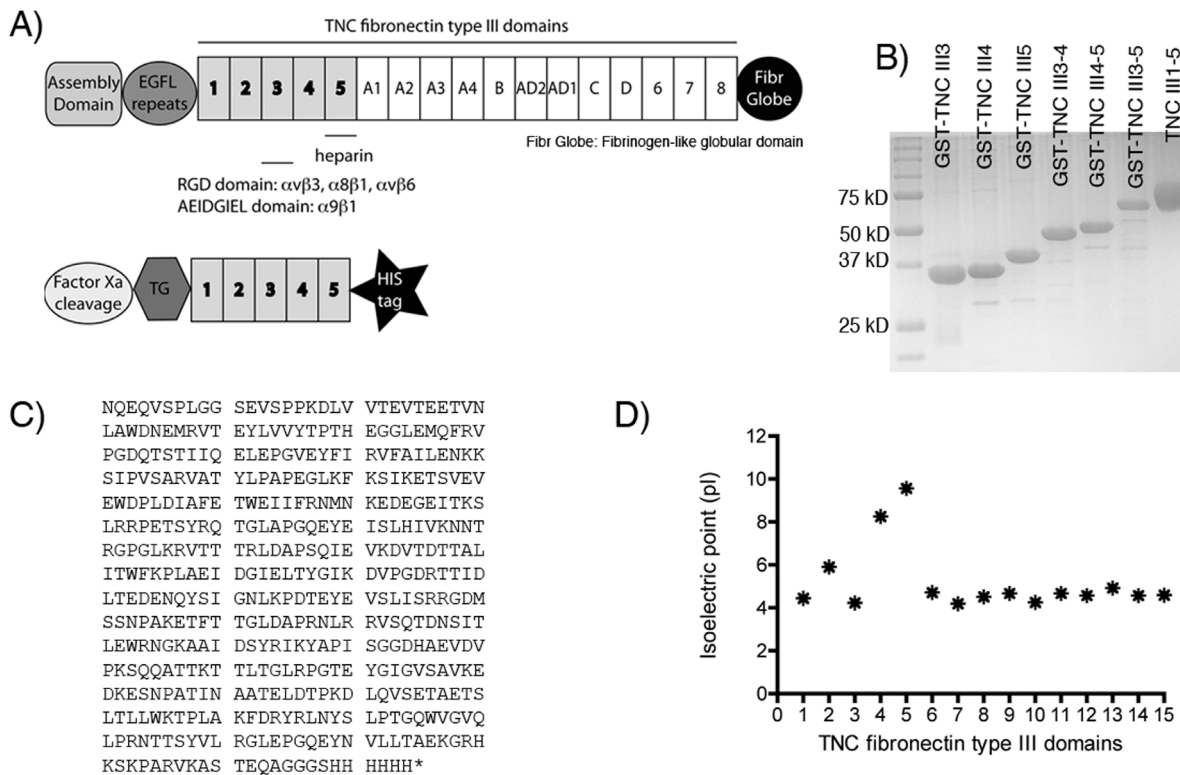 A)
TNC fibronectin type III domains
Assembly Domain
EGFL repeats
1 2 3 4 5 A1 A2 A3 A4 B AD2 AD1 C D 6 7 8
Fibr Globe
heparin
Fibr Globe: Fibrinogen-like globular domain
RGD domain: αvβ3, α8β1, αvβ6
AEIDGIEL domain: α9β1
Factor Xa cleavage
TG
1 2 3 4 5
HIS tag
B)
GST-TNC III3
GST-TNC III4
GST-TNC III5
GST-TNC III3-4
GST-TNC III4-5
GST-TNC III3-5
TNC III1-5
75 kD
50 kD
37 kD
25 kD
C)
NQEQVSPLGG SEVSPPKDLV VTEVTEETVN
LAWDNEMRVT EYLVVYTPTH EGGLEMQFRV
PGDQTSTIIQ ELEPGVEYFI RVFAILENKK
SIPVSARVAT YLPAPEGLKF KSIKETSVEV
EWDPLDIAFE TWEIIFRNMN KEDEGEITKS
LRRPETSYRQ TGLAPGQEYE ISLHIVKNNT
RGPGLKRVTT TRLDAPSQIE VKDVTDTTAL
ITWFKPLAEI DGIELTYGIK DVPGDRTTID
LTEDENQYSI GNLKPDTEYE VSLISRRGDM
SSNPAKETFT TGLDAPRNLR RVSQTDNSIT
LEWRNGKAAI DSYRIKYAPI SGGDHAEVDV
PKSQQATTKT TLTGLRPGTE YGIGVSAVKE
DKESNPATIN AATELDTPKD LQVSETAETS
LTLLWKTPLA KFDRYRLNYS LPTGQWVGVQ
LPRNTTSYVL RGLEPGQEYN VLLTAEKGRH
KSKPARVKAS TEQAGGGSHH HHHH*
D)
Isoelectric point (pI)
12
10
8
6
4
2
0
0 1 2 3 4 5 6 7 8 9 10 11 12 13 14 15
TNC fibronectin type III domains